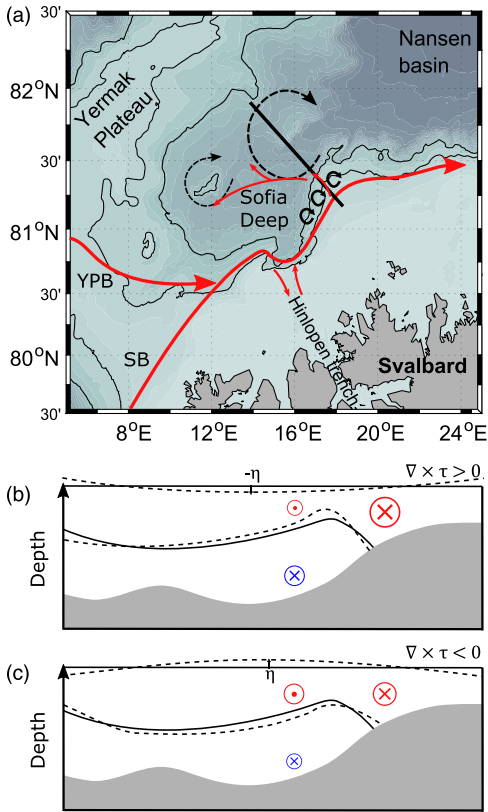 (a)
82°N
30'
81°N
30'
80°N
30'
30'
8°E
12°E
16°E
20°E
24°E
Nansen
basin
Yermak
Plateau
Sofia
Deep
YPB
SB
Hinlopen trench
Svalbard
(b)
-η
∇ × τ > 0
Depth
(c)
η
∇ × τ < 0
Depth